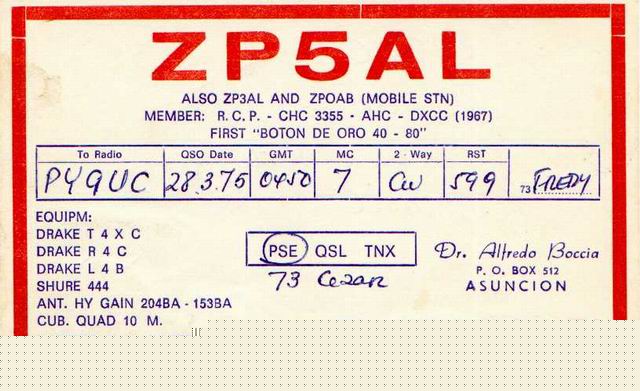 ZP5AL
ALSO ZP3AL AND ZPOAB (MOBILE STN)
MEMBER: R.C.P. - CHC 3355 - AHC - DXCC (1967)
FIRST "BOTON DE ORO 40 - 80"
To Radio QSO Date GMT MC 2-Way RST
PY9UC 28.3.75 0450 7 CW 599 73 FREDY
EQUIPM:
DRAKE T 4 X C
DRAKE R 4 C
DRAKE L 4 B
SHURE 444
ANT. HY GAIN 204BA - 153BA
CUB. QUAD 10 M.
PSE QSL TNX
73 Cezar
Dr. Alfredo Boccia
P. O. BOX 512
ASUNCION